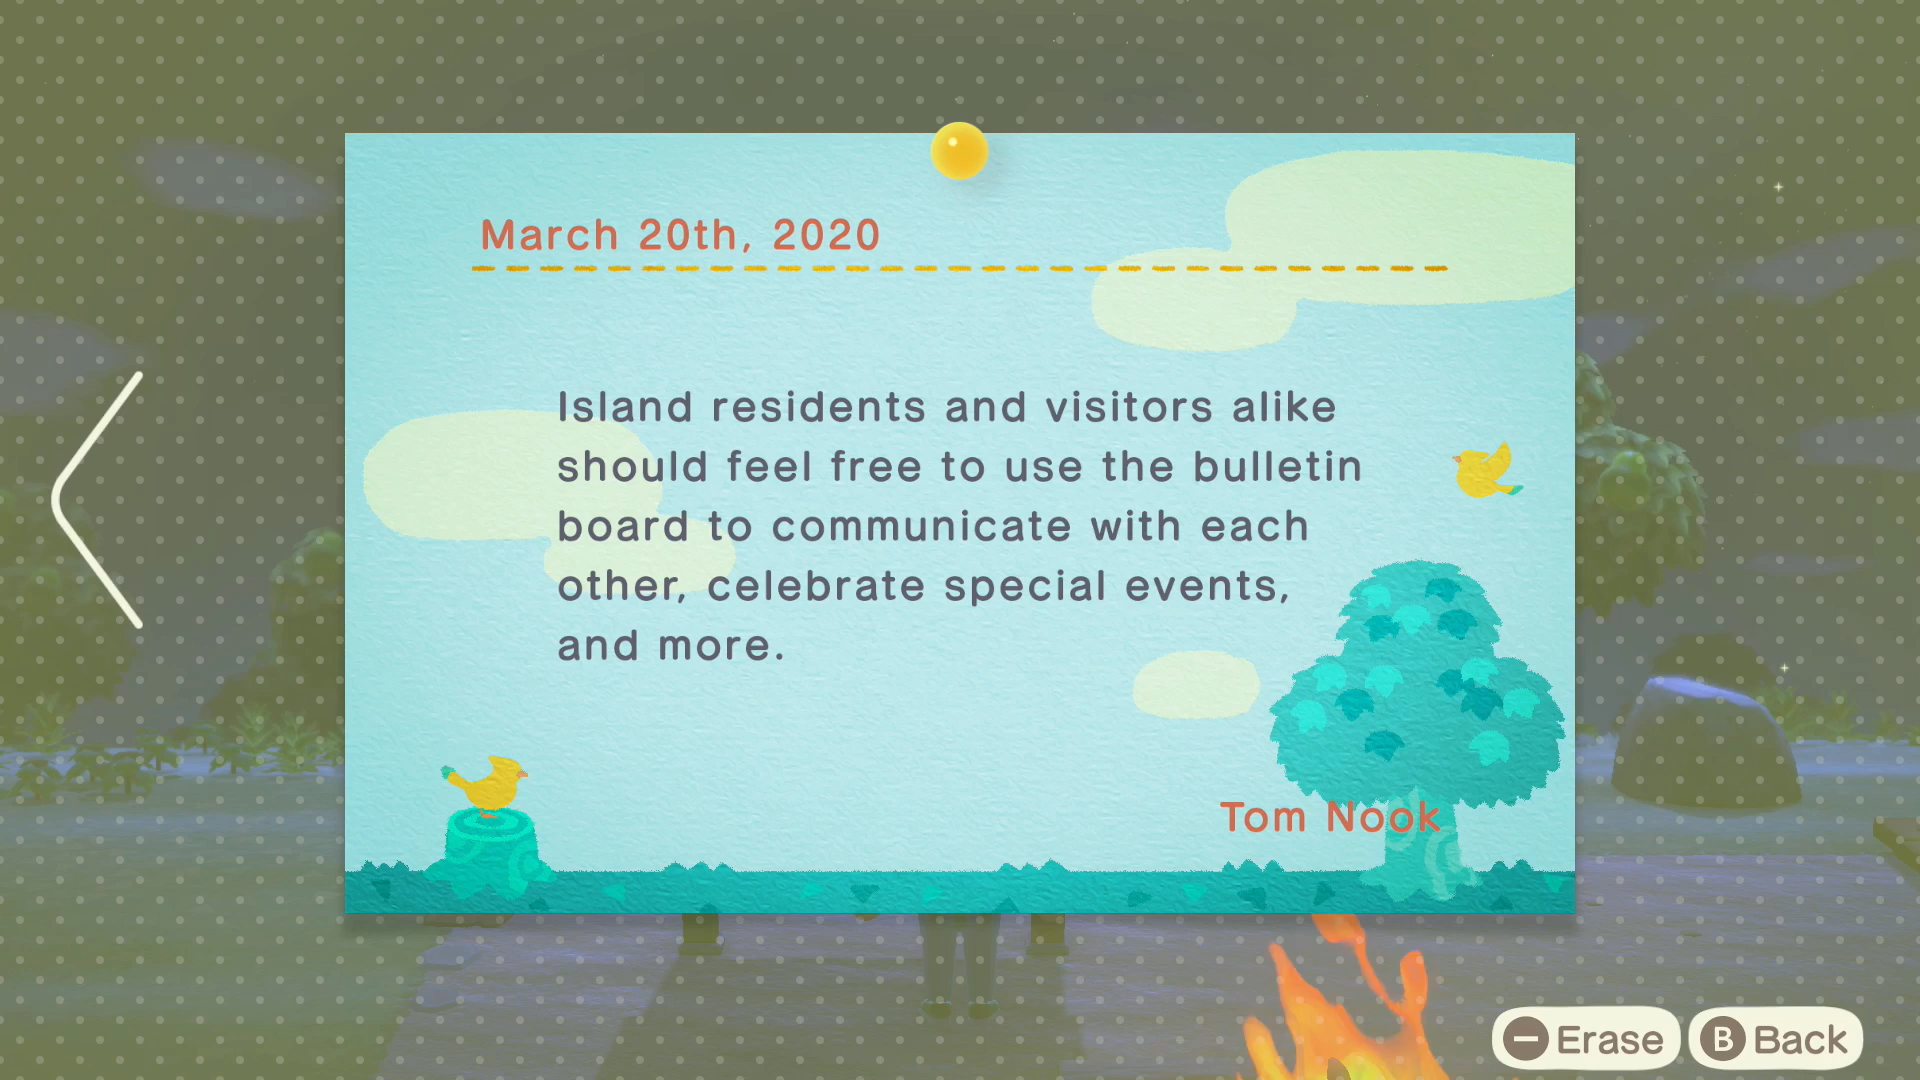 March 20th, 2020
Island residents and visitors alike
should feel free to use the bulletin
board to communicate with each
other, celebrate special events,
and more.
Tom Nook
Erase
B Back